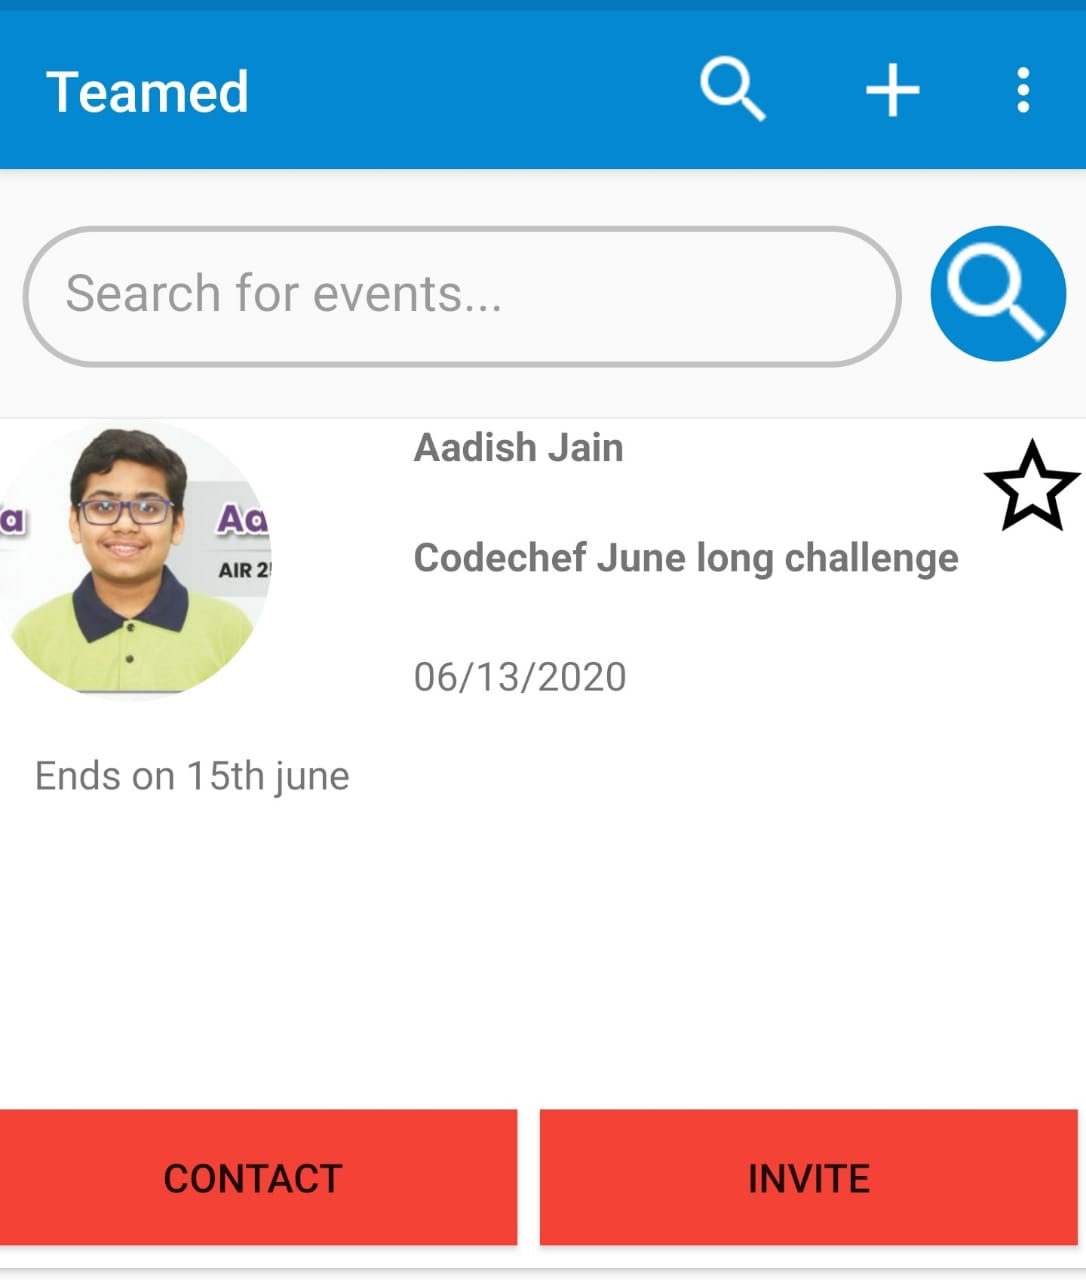 Teamed
Search for events...
a
Aa
AIR 2
Aadish Jain
Codechef June long challenge
06/13/2020
Ends on 15th june
CONTACT
INVITE